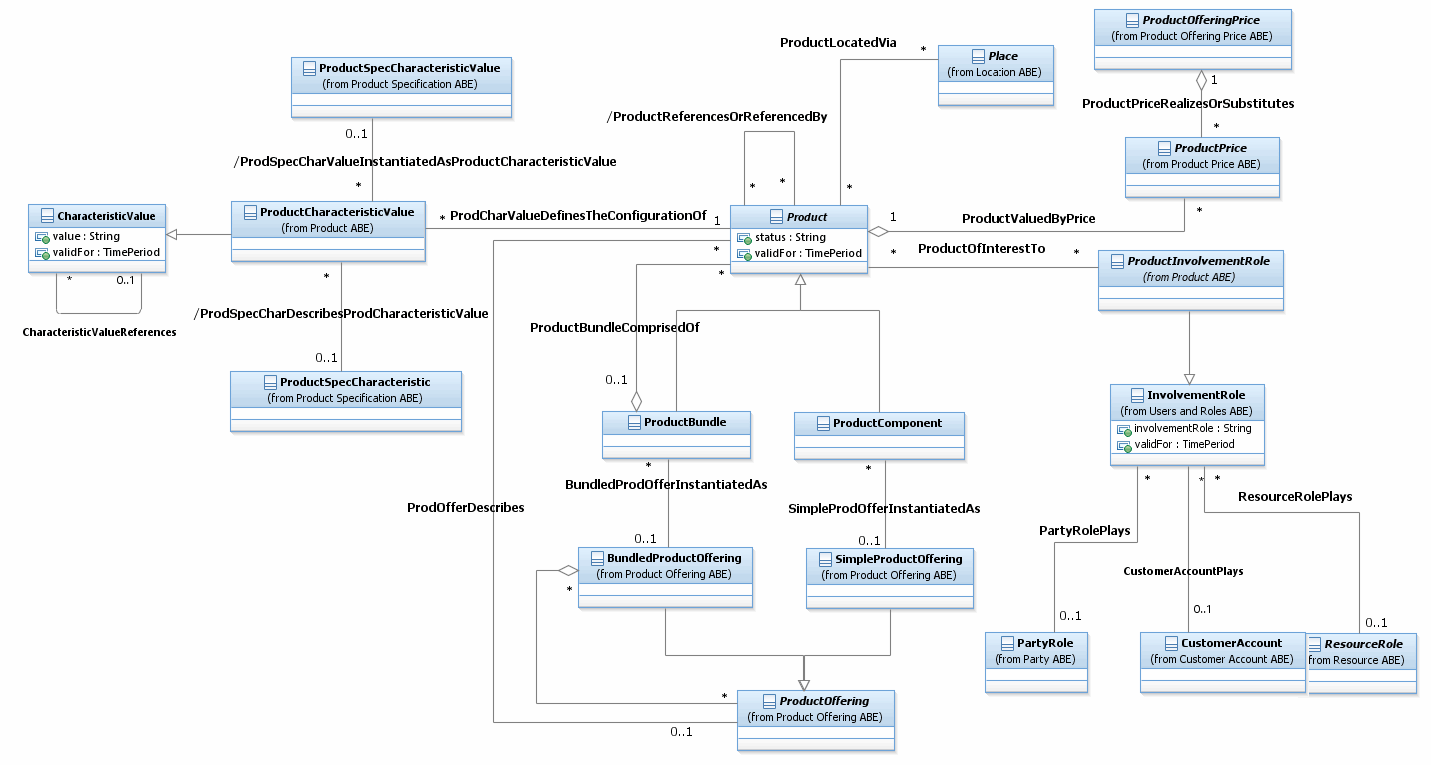 ProductOfferingPrice
(from Product Offering Price ABE)
1
ProductPriceRealizesOrSubstitutes
*
ProductPrice
(from Product Price ABE)
*
ProductLocatedVia
*
Place
(from Location ABE)
*
ProductSpecCharacteristicValue
(from Product Specification ABE)
0..1
/ProdSpecCharValueInstantiatedAsProductCharacteristicValue
*
/ProductReferencesOrReferencedBy
*
*
CharacteristicValue
value : String
validFor : TimePeriod
*
0..1
CharacteristicValueReferences
ProductCharacteristicValue
(from Product ABE)
*
ProdCharValueDefinesTheConfigurationOf
1
Product
status : String
validFor : TimePeriod
1
ProductValuedByPrice
*
ProductOfInterestTo
*
ProductInvolvementRole
(from Product ABE)
*
/ProdSpecCharDescribesProdCharacteristicValue
0..1
ProductSpecCharacteristic
(from Product Specification ABE)
*
*
ProductBundleComprisedOf
0..1
ProductBundle
ProductComponent
InvolvementRole
(from Users and Roles ABE)
involvementRole : String
validFor : TimePeriod
*
BundledProdOfferInstantiatedAs
0..1
*
SimpleProdOfferInstantiatedAs
0..1
ProdOfferDescribes
BundledProductOffering
(from Product Offering ABE)
*
SimpleProductOffering
(from Product Offering ABE)
*
*
*
ResourceRolePlays
PartyRolePlays
CustomerAccountPlays
0..1
0..1
0..1
PartyRole
(from Party ABE)
CustomerAccount
(from Customer Account ABE)
ResourceRole
from Resource ABE)
*
0..1
ProductOffering
(from Product Offering ABE)